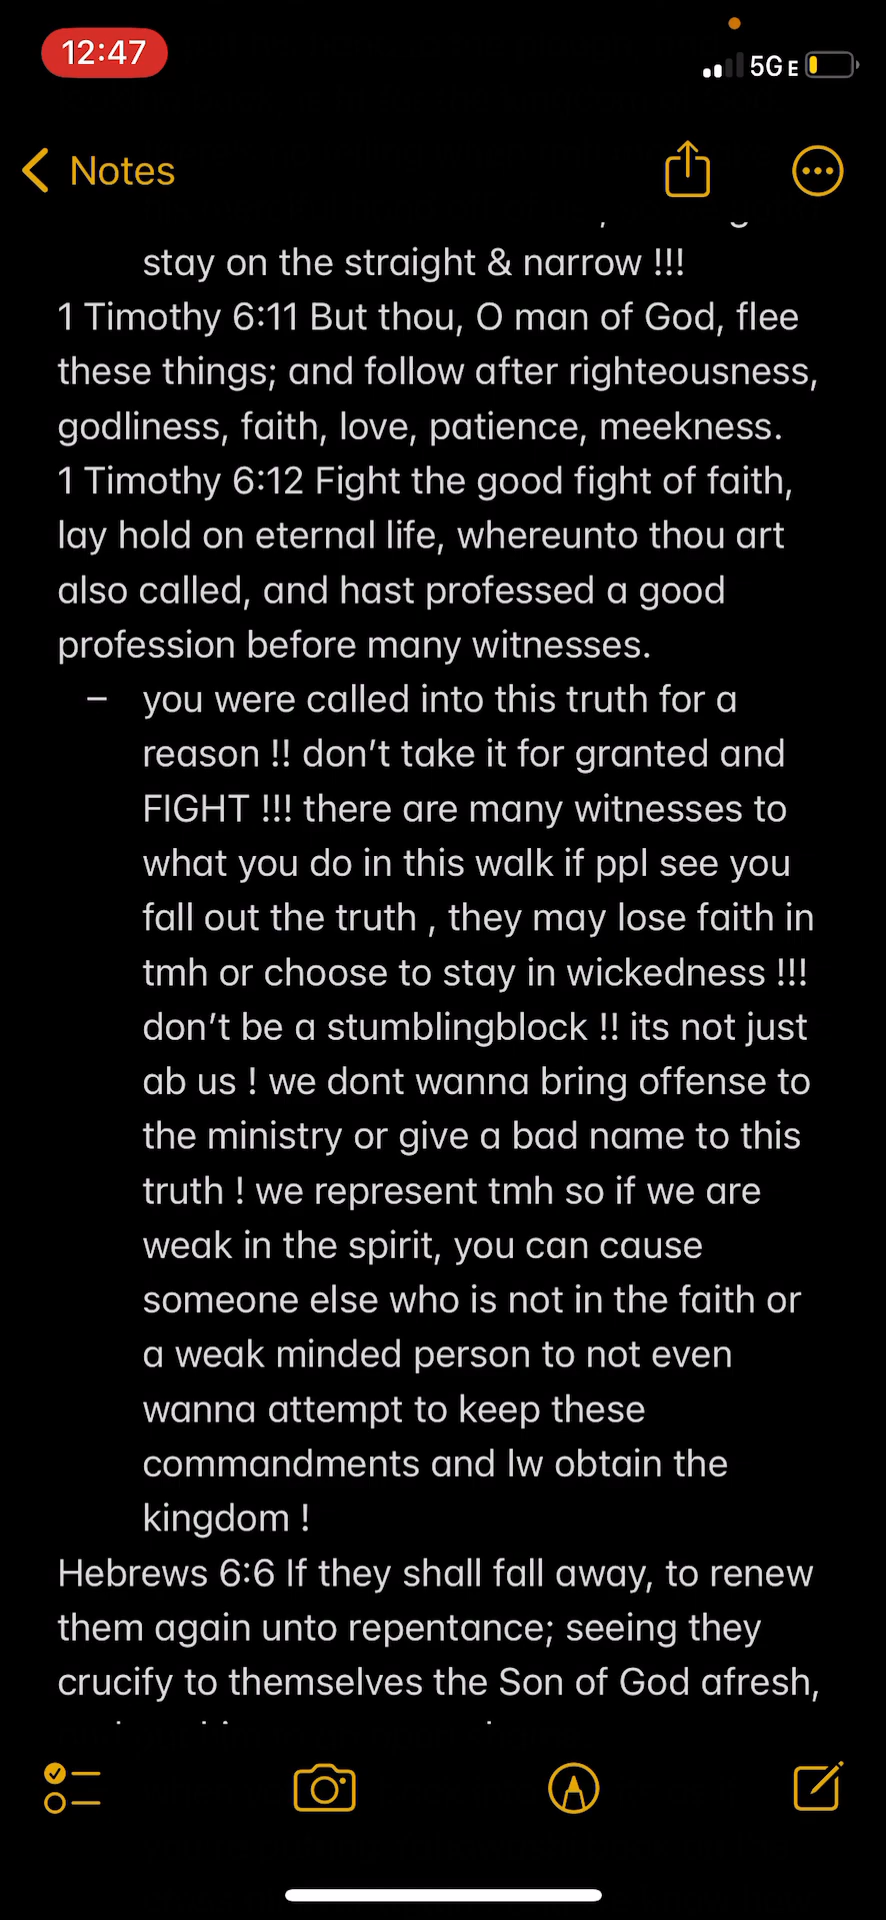 12:47
5G E
Notes
stay on the straight & narrow !!!
1 Timothy 6:11 But thou, O man of God, flee
these things; and follow after righteousness,
godliness, faith, love, patience, meekness.
1 Timothy 6:12 Fight the good fight of faith,
lay hold on eternal life, whereunto thou art
also called, and hast professed a good
profession before many witnesses.
– you were called into this truth for a
reason !! don’t take it for granted and
FIGHT !!! there are many witnesses to
what you do in this walk if ppl see you
fall out the truth , they may lose faith in
tmh or choose to stay in wickedness !!!
don’t be a stumblingblock !! its not just
ab us ! we dont wanna bring offense to
the ministry or give a bad name to this
truth ! we represent tmh so if we are
weak in the spirit, you can cause
someone else who is not in the faith or
a weak minded person to not even
wanna attempt to keep these
commandments and lw obtain the
kingdom !
Hebrews 6:6 If they shall fall away, to renew
them again unto repentance; seeing they
crucify to themselves the Son of God afresh,